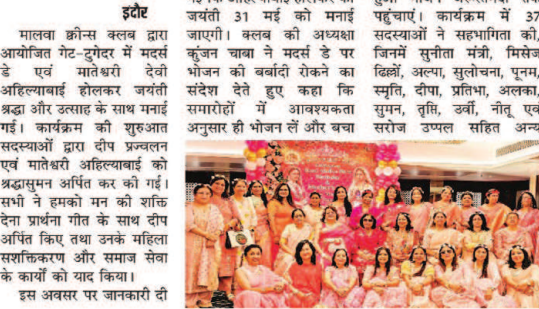 इंदौर
मालवा क्वीन्स क्लब द्वारा
आयोजित गेट-टुगेदर में मदर्स
डे एवं मातेश्वरी देवी
अहिल्याबाई होलकर जयंती
श्रद्धा और उत्साह के साथ मनाई
गई। कार्यक्रम की शुरुआत
सदस्याओं द्वारा दीप प्रज्वलन
एवं मातेश्वरी अहिल्याबाई को
श्रद्धासुमन अर्पित कर की गई।
सभी ने हमको मन की शक्ति
देना प्रार्थना गीत के साथ दीप
अर्पित किए तथा उनके महिला
सशक्तिकरण और समाज सेवा
के कार्यों को याद किया।
इस अवसर पर जानकारी दी
जयंती 31 मई को मनाई
जाएगी। क्लब की अध्यक्षा
कुंजन चाबा ने मदर्स डे पर
भोजन की बर्बादी रोकने का
संदेश देते हुए कहा कि
समारोहों में आवश्यकता
अनुसार ही भोजन लें और बचा
पहुंचाएं। कार्यक्रम में 37
सदस्याओं ने सहभागिता की,
जिनमें सुनीता मंत्री, मिसेज
ढिल्लों, अल्पा, सुलोचना, पूनम,
स्मृति, दीपा, प्रतिभा, अलका,
सुमन, तृप्ति, उर्वी, नीतू एवं
सरोज उप्पल सहित अन्य